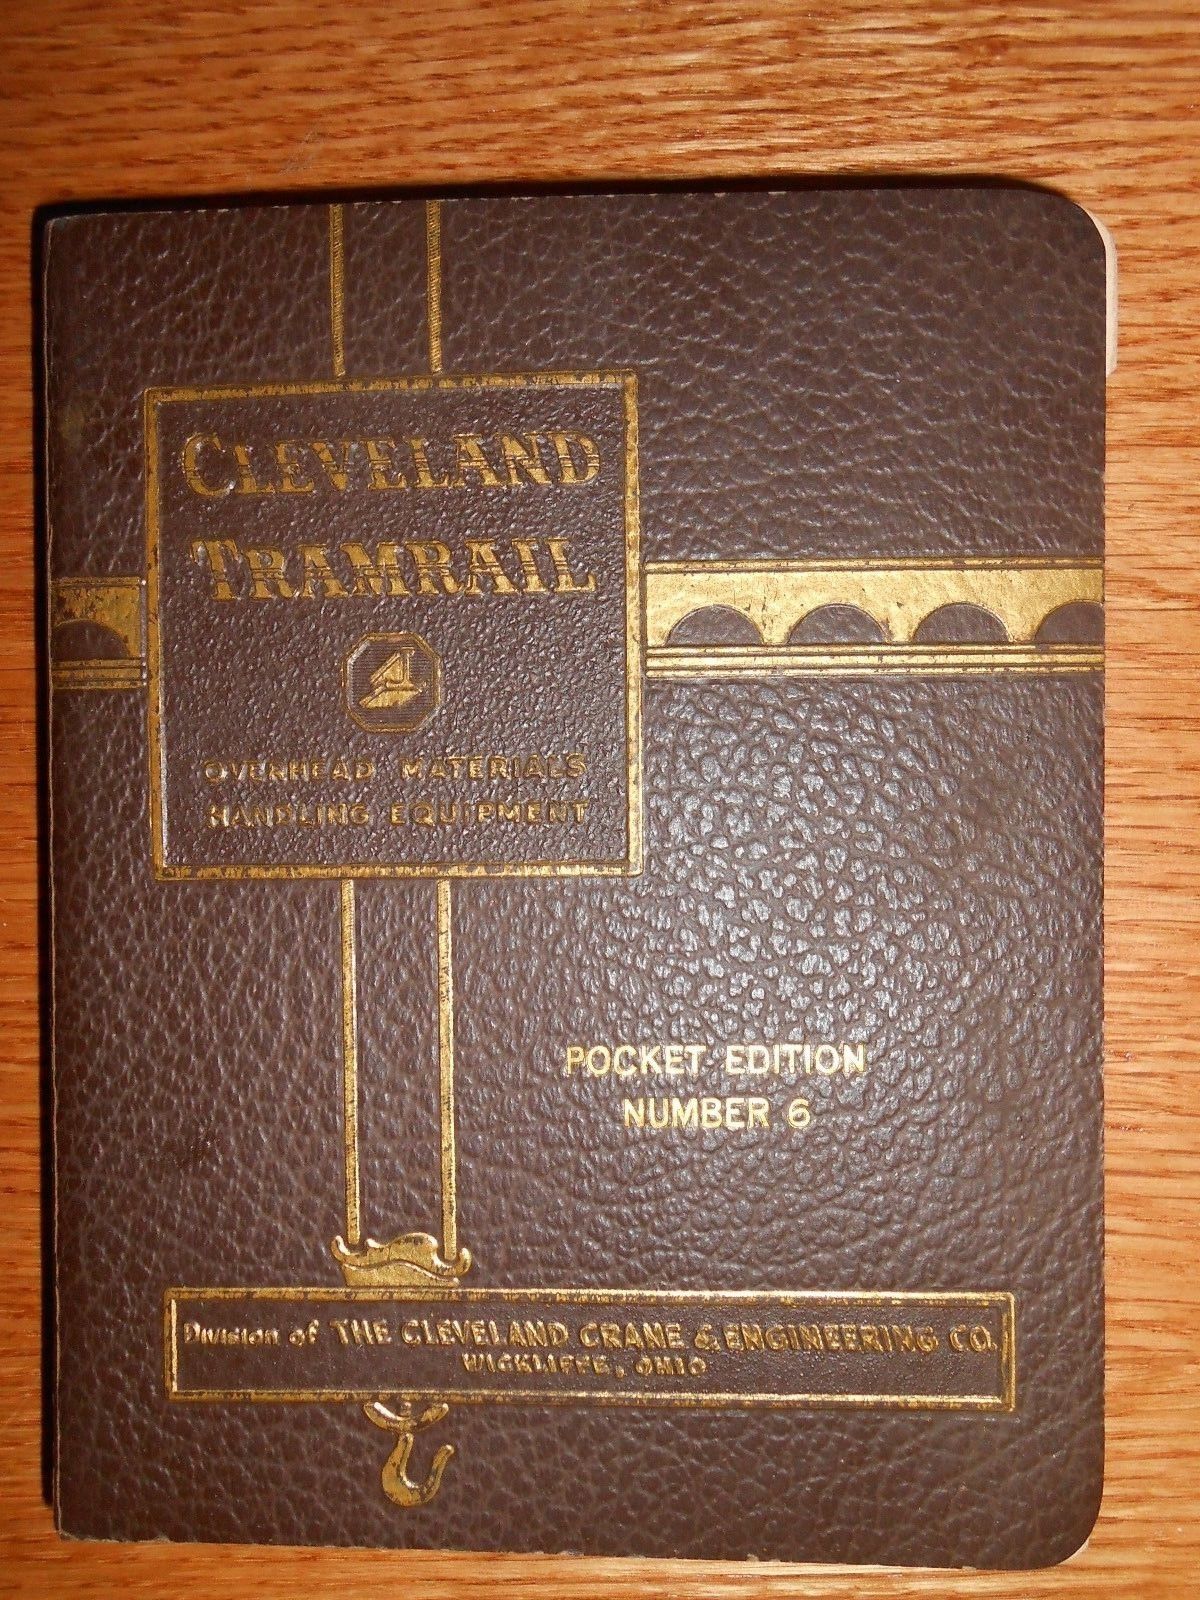 CLEVELAND
TRAMRAIL
OVERHEAD MATERIALS
HANDLING EQUIPMENT
POCKET EDITION
NUMBER 6
Division of THE CLEVELAND CRANE & ENGINEERING CO.
WICKLIFFE, OHIO